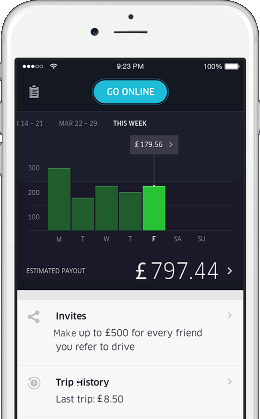 9:23 PM 100%
GO ONLINE
14 – 21 MAR 22 – 29 THIS WEEK
£179.56
300
200
100
M T W T F SA SU
ESTIMATED PAYOUT £797.44
Invites
Make up to £500 for every friend
you refer to drive
Trip History
Last trip: £8.50